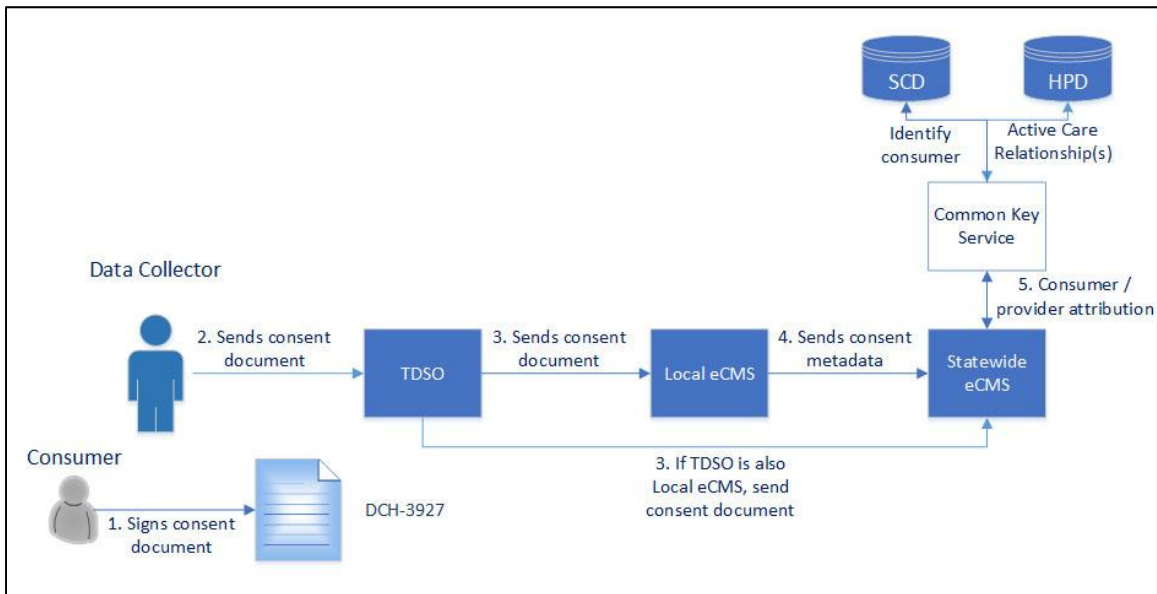 SCD
HPD
Identify
consumer
Active Care
Relationship(s)
Common Key
Service
5. Consumer /
provider attribution
Data Collector
2. Sends consent
document
TDSO
3. Sends consent
document
Local eCMS
4. Sends consent
metadata
Statewide
eCMS
3. If TDSO is also
Local eCMS, send
consent document
Consumer
1. Signs consent
document
DCH-3927